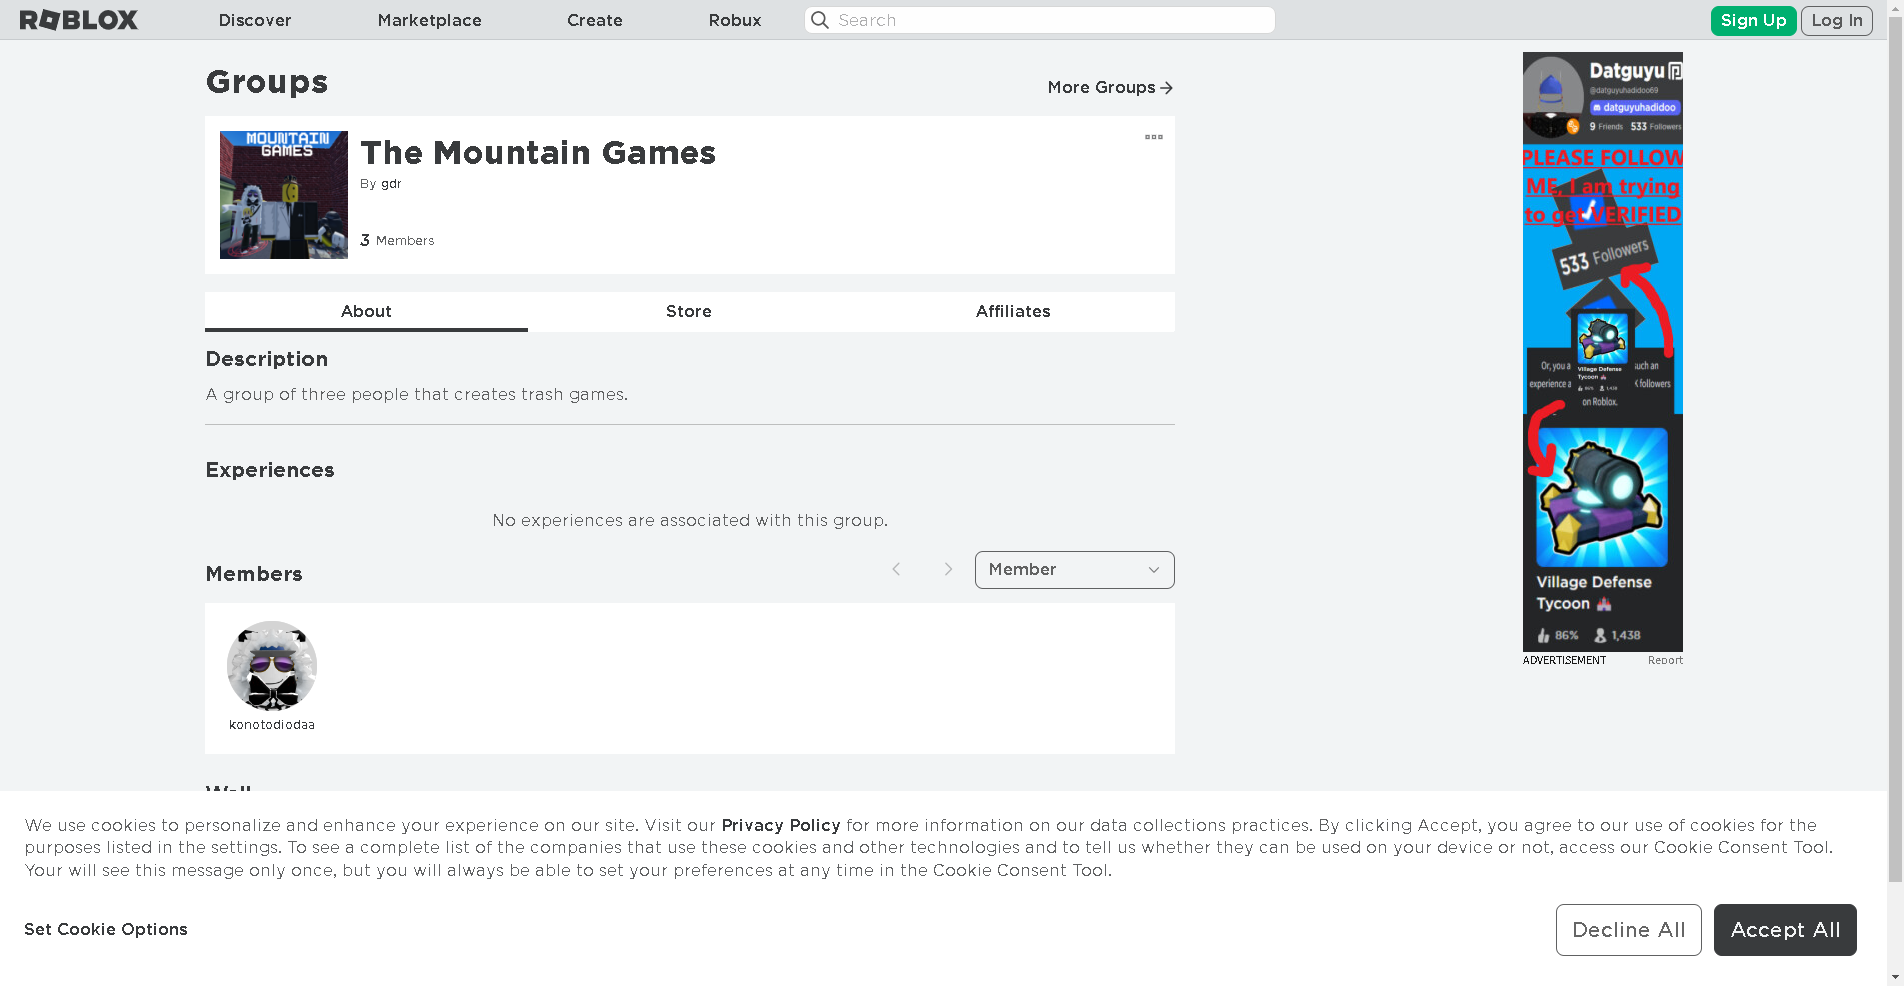 ROBLOX Discover Marketplace Create Robux Search Sign Up Log In
Groups
More Groups
MOUNTAIN
GAMES
The Mountain Games
By gdr
3 Members
About Store Affiliates
Description
A group of three people that creates trash games.
Experiences
No experiences are associated with this group.
Members
Member
konotodiodaa
Wall
Datguyu
@datguyuhadidoo69
datguyuhadidoo
9 Friends 533 Followers
PLEASE FOLLOW
ME, I am trying
to get VERIFIED
533 Followers
Or, you a
such an
experience a
K followers
on Roblox.
Village Defense
Tycoon
86% 1,438
Village Defense
Tycoon
86% 1,438
ADVERTISEMENT Report
We use cookies to personalize and enhance your experience on our site. Visit our Privacy Policy for more information on our data collections practices. By clicking Accept, you agree to our use of cookies for the
purposes listed in the settings. To see a complete list of the companies that use these cookies and other technologies and to tell us whether they can be used on your device or not, access our Cookie Consent Tool.
Your will see this message only once, but you will always be able to set your preferences at any time in the Cookie Consent Tool.
Set Cookie Options
Decline All
Accept All